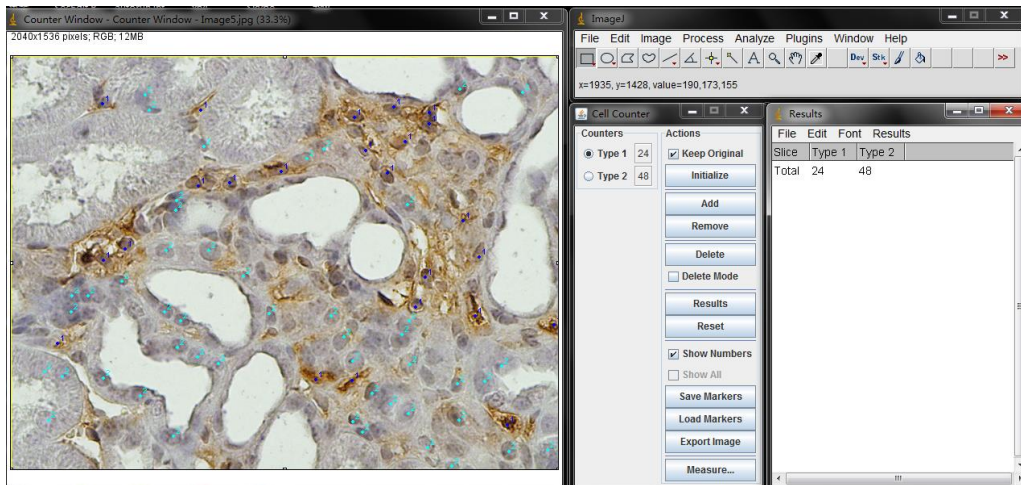 Counter Window - Counter Window - Image5.jpg (33.3%)
2040x1536 pixels; RGB; 12MB
ImageJ
File Edit Image Process Analyze Plugins Window Help
A Dev Stk >>
x=1935, y=1428, value=190,173,155
Cell Counter
Counters
Type 1 24
Type 2 48
Actions
Keep Original
Initialize
Add
Remove
Delete
Delete Mode
Results
Reset
Show Numbers
Show All
Save Markers
Load Markers
Export Image
Measure...
Results
File Edit Font Results
Slice Type 1 Type 2
Total 24 48